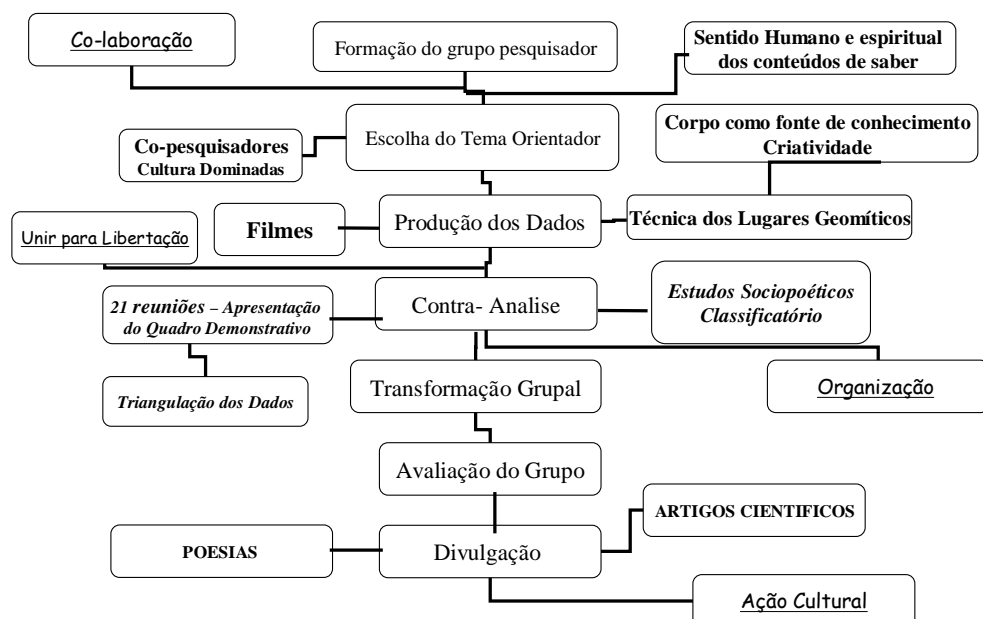 Co-laboração
Formação do grupo pesquisador
Sentido Humano e espiritual
dos conteúdos de saber
Escolha do Tema Orientador
Co-pesquisadores
Cultura Dominadas
Corpo como fonte de conhecimento
Criatividade
Unir para Libertação
Filmes
Produção dos Dados
Técnica dos Lugares Geomíticos
21 reuniões – Apresentação
do Quadro Demonstrativo
Contra- Analise
Estudos Sociopoéticos
Classificatório
Triangulação dos Dados
Transformação Grupal
Organização
Avaliação do Grupo
POESIAS
Divulgação
ARTIGOS CIENTIFICOS
Ação Cultural